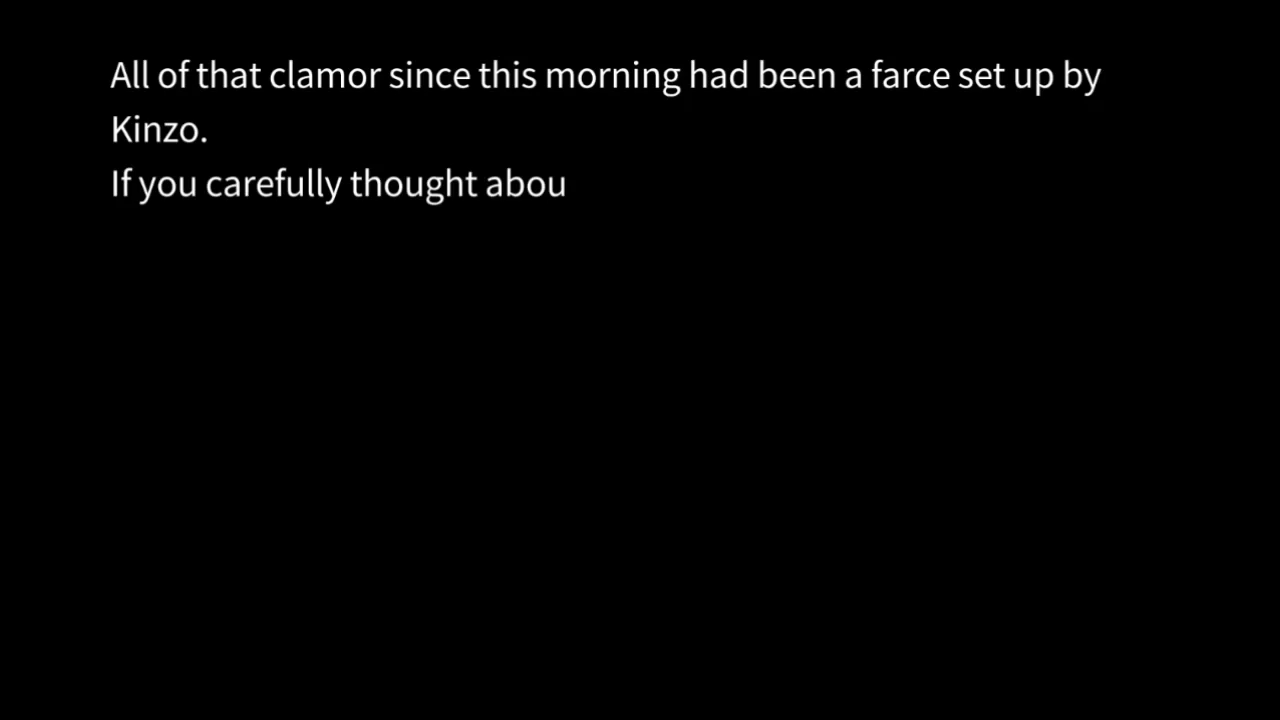 All of that clamor since this morning had been a farce set up by
Kinzo.
If you carefully thought abou